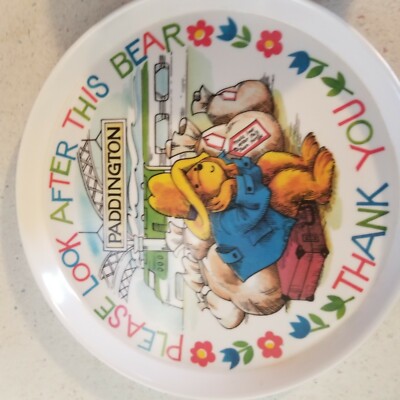 PLEASE LOOK AFTER THIS BEAR
THANK YOU
PADDINGTON